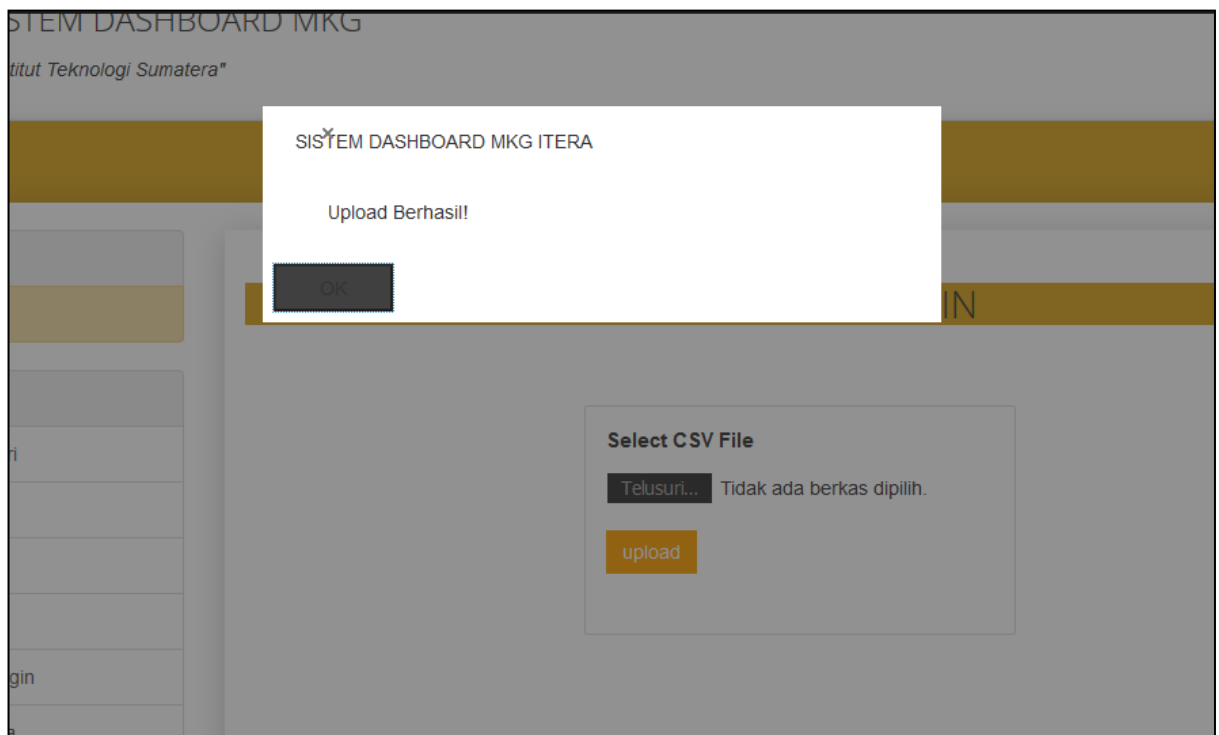 STEM DASHBOARD MKG
titut Teknologi Sumatera"
×
SISTEM DASHBOARD MKG ITERA
Upload Berhasil!
OK
IN
ri
gin
Select CSV File
Telusuri... Tidak ada berkas dipilih.
upload